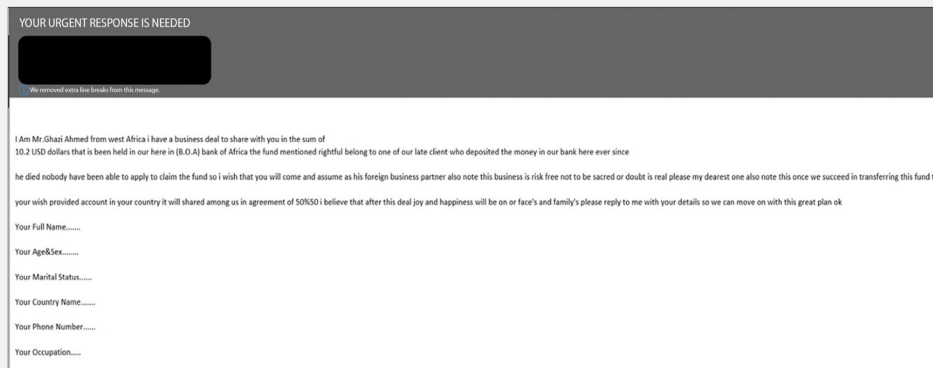 YOUR URGENT RESPONSE IS NEEDED
We removed extra line breaks from this message.
I Am Mr.Ghazi Ahmed from west Africa i have a business deal to share with you in the sum of
10.2 USD dollars that is been held in our here in (B.O.A) bank of Africa the fund mentioned rightful belong to one of our late client who deposited the money in our bank here ever since
he died nobody have been able to apply to claim the fund so i wish that you will come and assume as his foreign business partner also note this business is risk free not to be sacred or doubt is real please my dearest one also note this once we succeed in transferring this fund
your wish provided account in your country it will shared among us in agreement of 50%50 i believe that after this deal joy and happiness will be on or face's and family's please reply to me with your details so we can move on with this great plan ok
Your Full Name.......
Your Age&Sex........
Your Marital Status......
Your Country Name.......
Your Phone Number......
Your Occupation.....